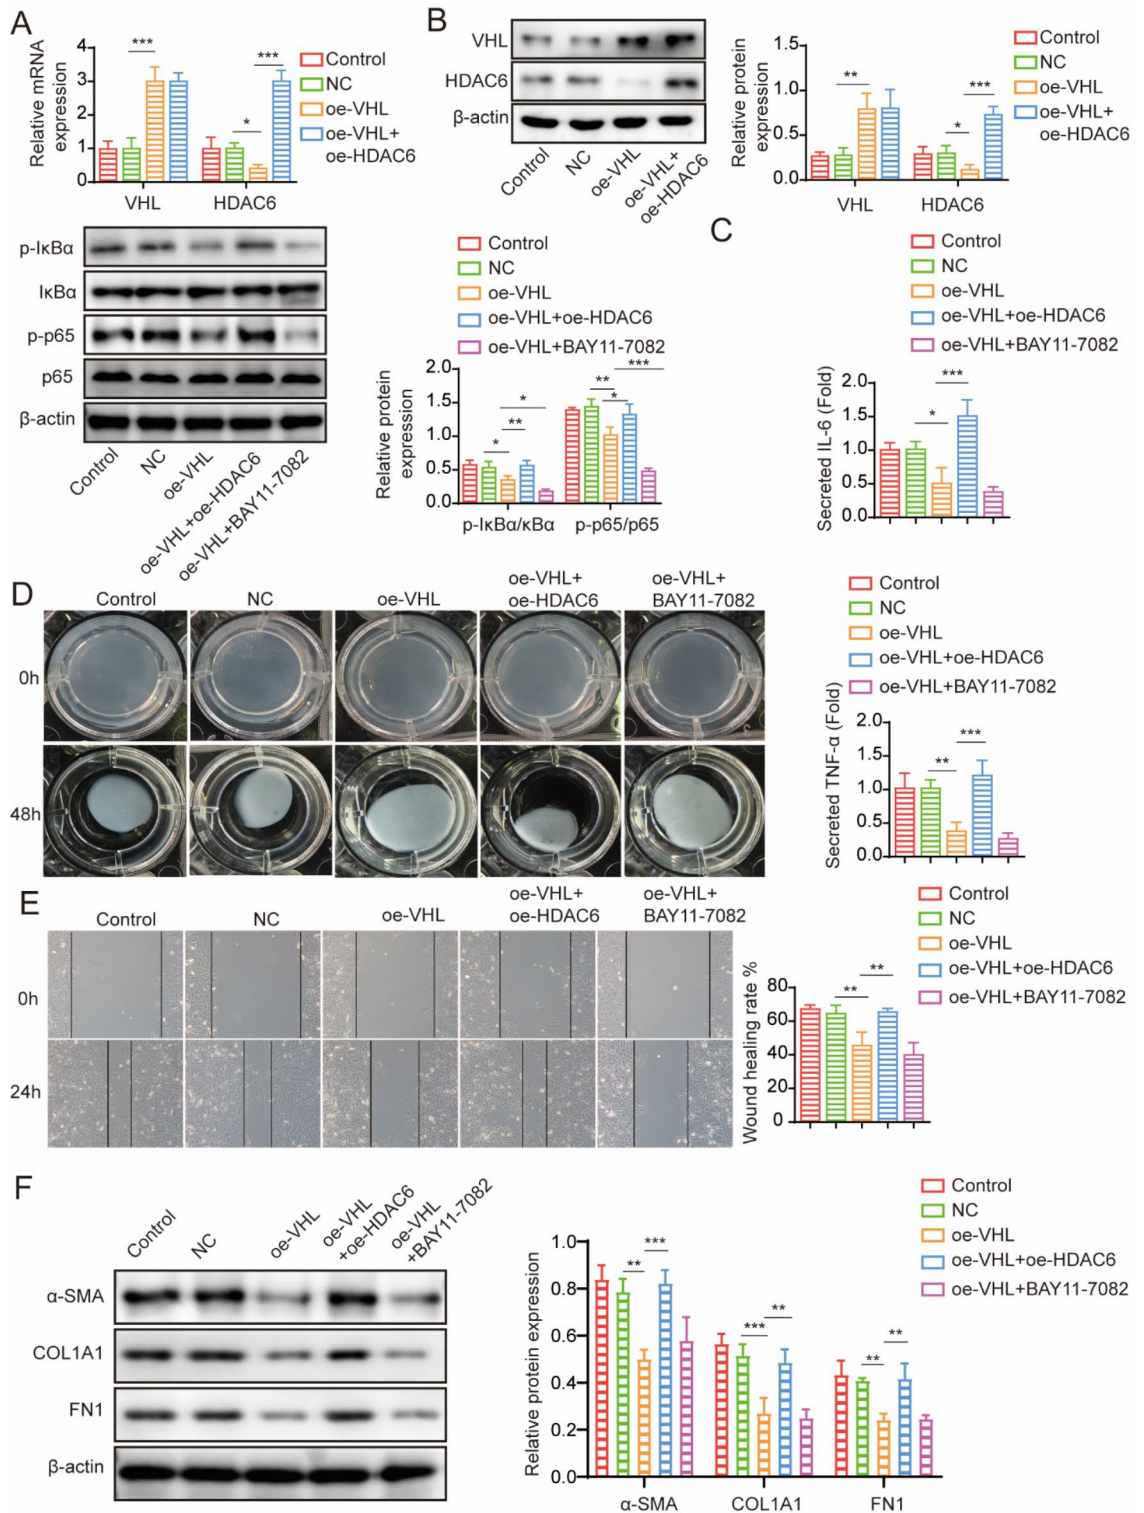 A
Relative mRNA
expression
4
3
2
1
0
***
***
*
VHL
HDAC6
Control
NC
oe-VHL
oe-VHL+
oe-HDAC6
B
VHL
HDAC6
β-actin
Control
NC
oe-VHL
oe-VHL+
oe-HDAC6
Relative protein
expression
1.5
1.0
0.5
0.0
**
***
*
VHL
HDAC6
Control
NC
oe-VHL
oe-VHL+
oe-HDAC6
p-IκBα
IκBα
p-p65
p65
β-actin
Control
NC
oe-VHL
oe-VHL+oe-HDAC6
oe-VHL+BAY11-7082
Control
NC
oe-VHL
oe-VHL+oe-HDAC6
oe-VHL+BAY11-7082
Relative protein
expression
2.0
1.5
1.0
0.5
0.0
*
**
*
***
**
*
p-IκBα/κBα
p-p65/p65
C
Control
NC
oe-VHL
oe-VHL+oe-HDAC6
oe-VHL+BAY11-7082
Secreted IL-6 (Fold)
2.0
1.5
1.0
0.5
0.0
*
***
D
Control
NC
oe-VHL
oe-VHL+
oe-HDAC6
oe-VHL+
BAY11-7082
0h
48h
Control
NC
oe-VHL
oe-VHL+oe-HDAC6
oe-VHL+BAY11-7082
Secreted TNF-α (Fold)
2.0
1.5
1.0
0.5
0.0
**
***
E
Control
NC
oe-VHL
oe-VHL+
oe-HDAC6
oe-VHL+
BAY11-7082
0h
24h
Control
NC
oe-VHL
oe-VHL+oe-HDAC6
oe-VHL+BAY11-7082
Wound healing rate %
80
60
40
20
0
**
**
F
Control
NC
oe-VHL
oe-VHL
+oe-HDAC6
oe-VHL
+BAY11-7082
α-SMA
COL1A1
FN1
β-actin
Control
NC
oe-VHL
oe-VHL+oe-HDAC6
oe-VHL+BAY11-7082
Relative protein expression
1.0
0.8
0.6
0.4
0.2
0.0
**
***
***
**
**
**
α-SMA
COL1A1
FN1